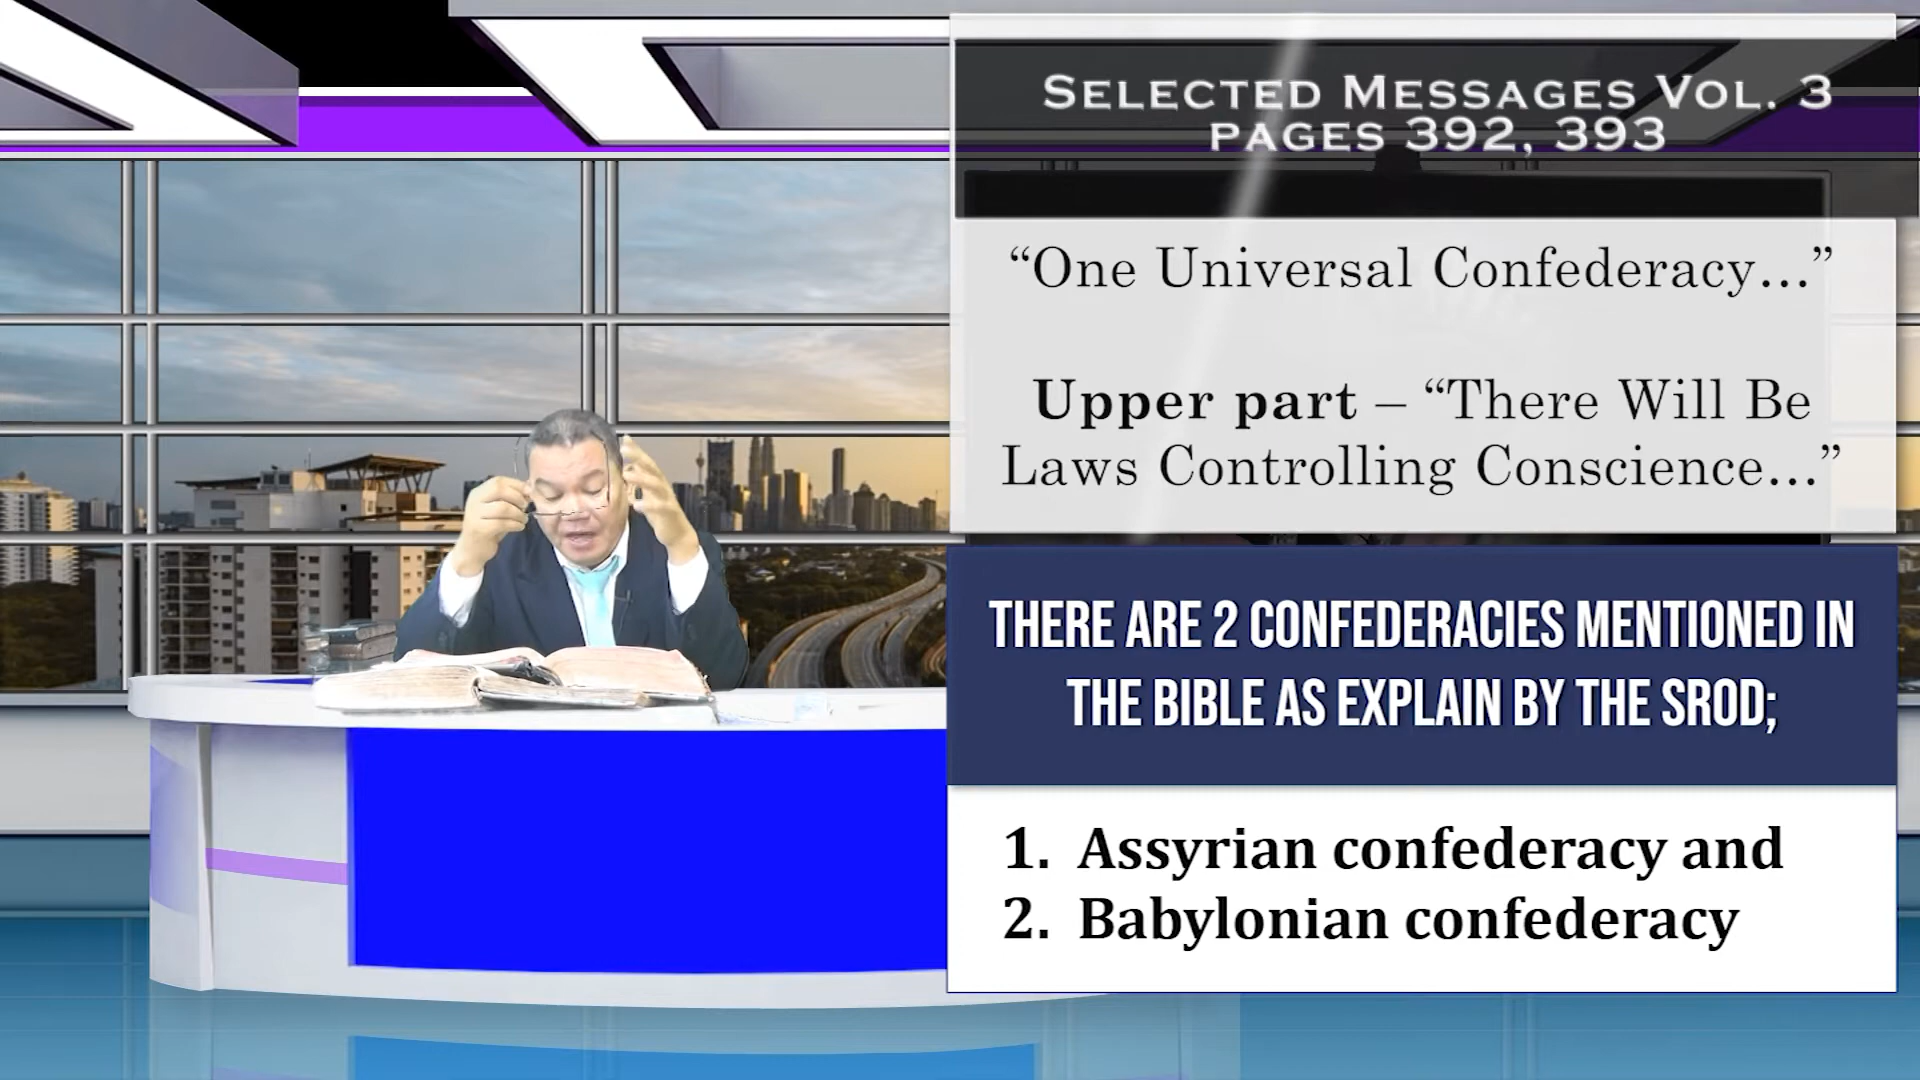 SELECTED MESSAGES VOL. 3
PAGES 392, 393
“One Universal Confederacy…”
Upper part – “There Will Be
Laws Controlling Conscience…”
THERE ARE 2 CONFEDERACIES MENTIONED IN
THE BIBLE AS EXPLAIN BY THE SROD;
1. Assyrian confederacy and
2. Babylonian confederacy